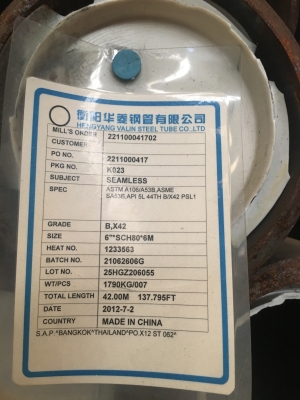 衡阳华菱钢管有限公司
HENGYANG VALIN STEEL TUBE CO.,LTD
MILL'S ORDER 221100041702
CUSTOMER
PO NO. 2211000417
PKG NO. K023
SUBJECT SEAMLESS
SPEC ASTM A106/A53B,ASME
SA53B,API 5L 44TH B/X42 PSL1
GRADE B,X42
SIZE 6"*SCH80*6M
HEAT NO. 1233563
BATCH NO. 21062606G
LOT NO. 25HGZ206055
WT/PCS 1790KG/007
TOTAL LENGTH 42.00M 137.795FT
DATE 2012-7-2
COUNTRY MADE IN CHINA
S.A.P.^BANGKOK^THAILAND^PO.X12 ST 062^